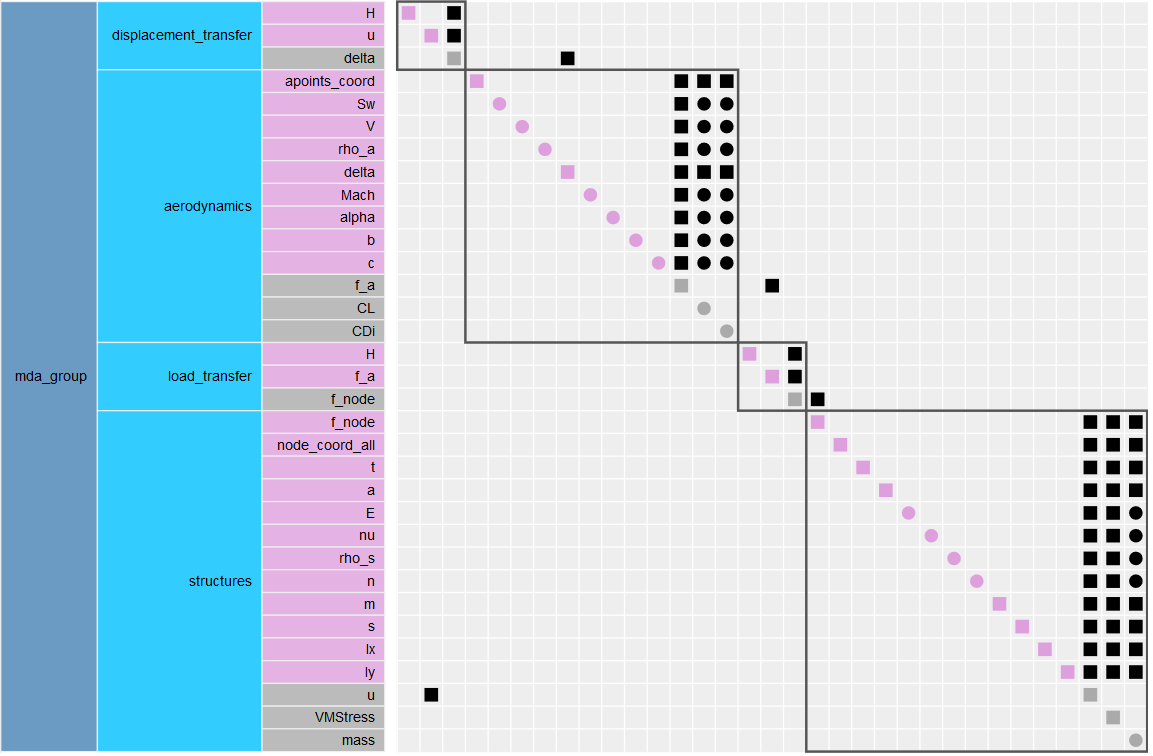 mda_group
displacement_transfer
H
u
delta
aerodynamics
apoints_coord
Sw
V
rho_a
delta
Mach
alpha
b
c
f_a
CL
CDi
load_transfer
H
f_a
f_node
structures
f_node
node_coord_all
t
a
E
nu
rho_s
n
m
s
lx
ly
u
VMStress
mass